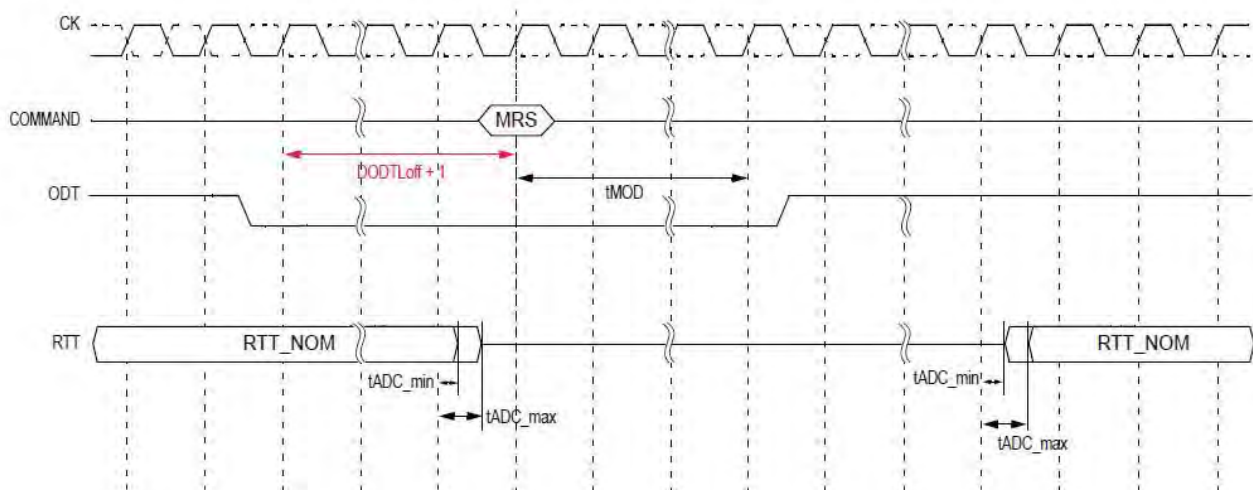 CK
COMMAND
MRS
DODTLoff + 1
tMOD
ODT
RTT
RTT_NOM
RTT_NOM
tADC_min
tADC_min
tADC_max
tADC_max